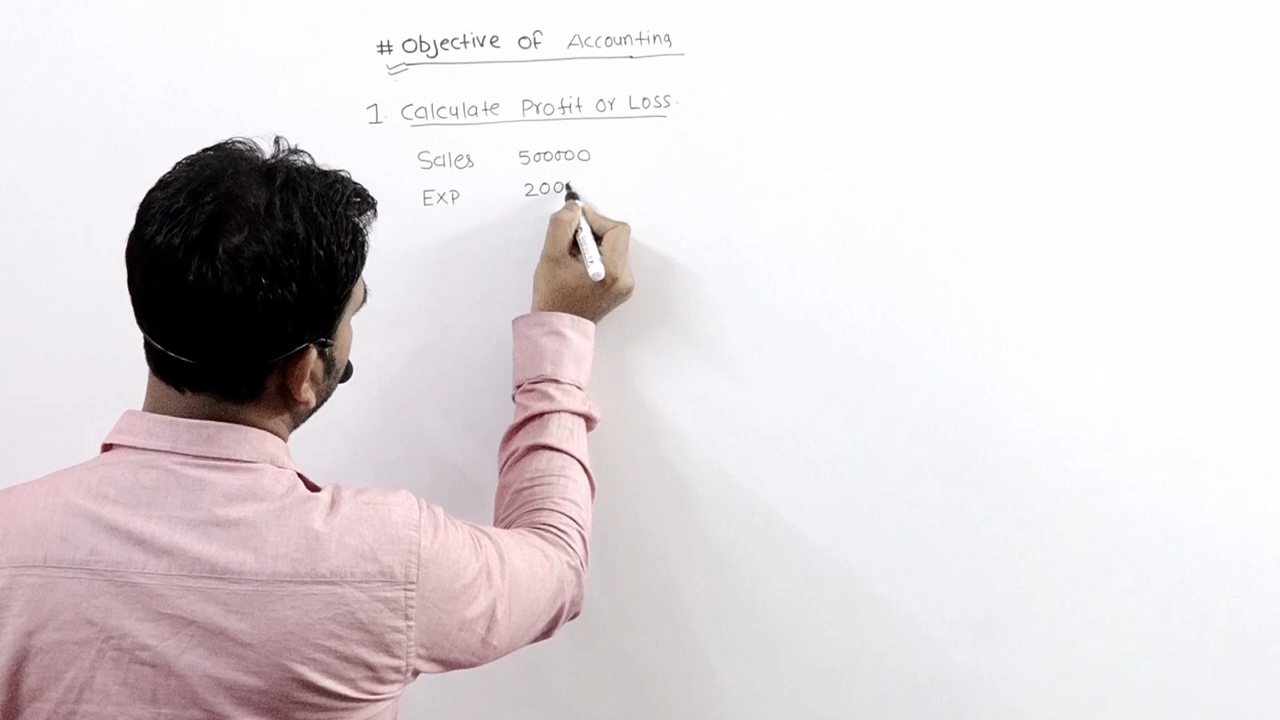 # Objective of Accounting
1. Calculate Profit or Loss.
Sales 500000
EXP 200